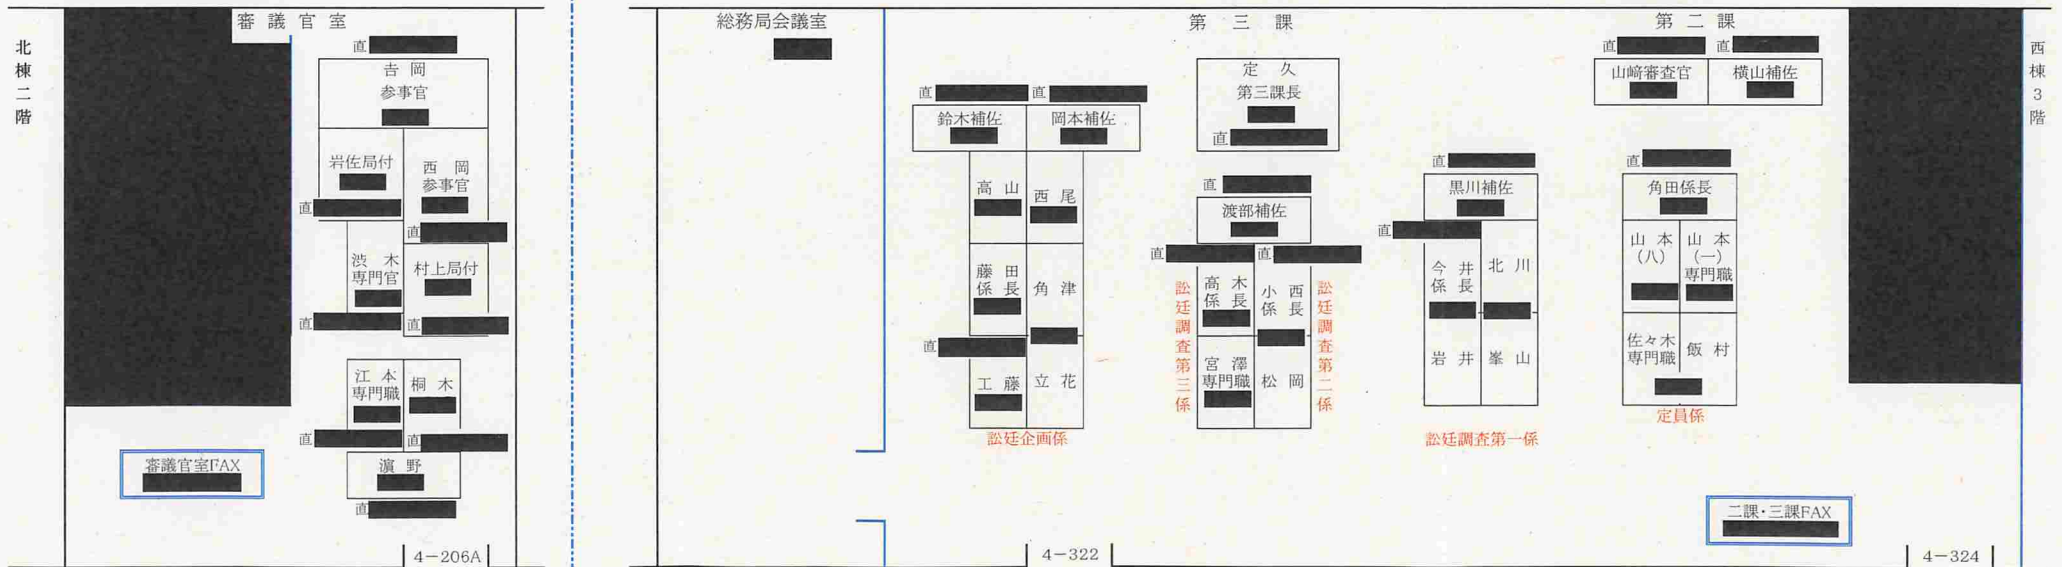 北棟二階
審議官室
直
吉岡
参事官
岩佐局付
直
西岡
参事官
直
渋木
専門官
直
村上局付
直
江本
専門職
直
桐木
直
濵野
直
審議官室FAX
4-206A
総務局会議室
第三課
直
鈴木補佐
直
岡本補佐
高山
西尾
藤田
係長
角津
直
工藤
立花
訟廷企画係
定久
第三課長
直
直
渡部補佐
直
直
高木
係長
小西
係長
宮澤
専門職
松岡
訟廷調査第三係
訟廷調査第二係
直
黒川補佐
直
今井
係長
北川
岩井
峯山
訟廷調査第一係
4-322
第二課
直
山﨑審査官
直
横山補佐
直
角田係長
山本
(八)
山本
(一)
専門職
佐々木
専門職
飯村
定員係
二課・三課FAX
4-324
西棟3階